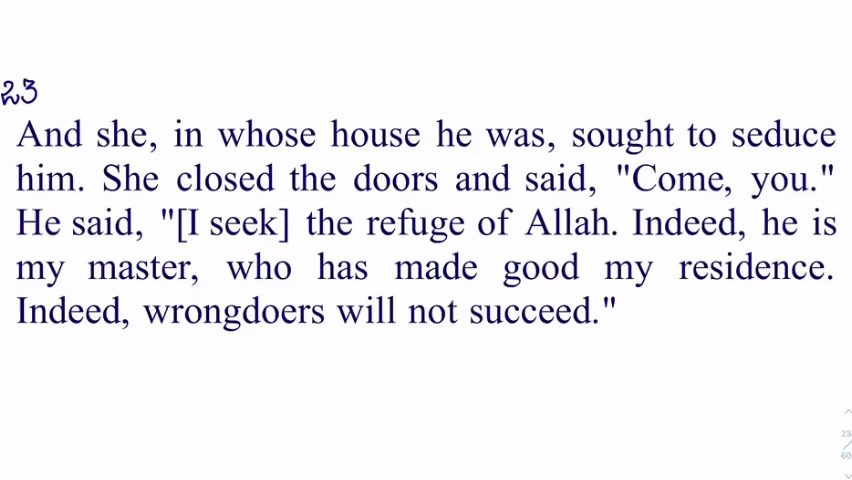 23
And she, in whose house he was, sought to seduce
him. She closed the doors and said, "Come, you."
He said, "[I seek] the refuge of Allah. Indeed, he is
my master, who has made good my residence.
Indeed, wrongdoers will not succeed."